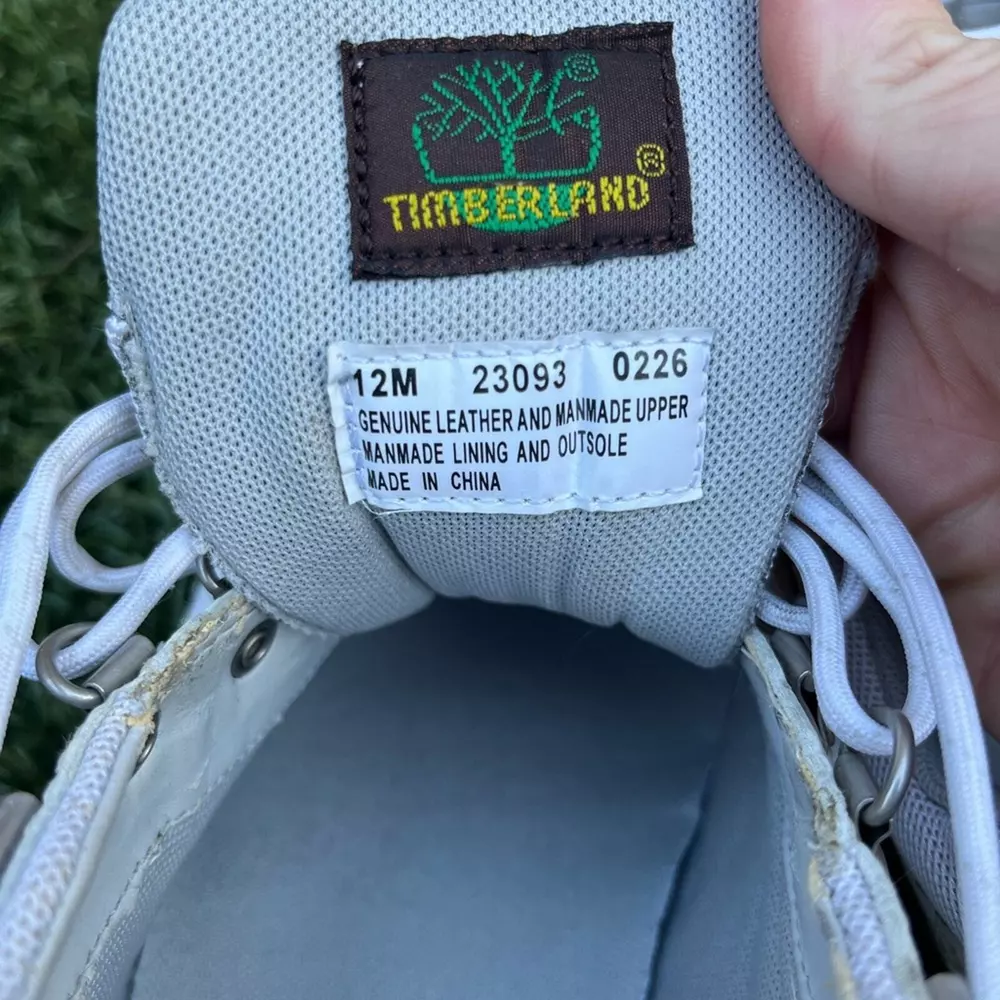 ®
TIMBERLAND®
12M 23093 0226
GENUINE LEATHER AND MANMADE UPPER
MANMADE LINING AND OUTSOLE
MADE IN CHINA